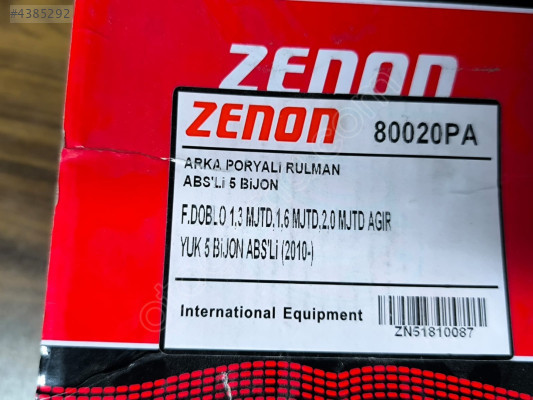 #4385292
ZENON
ZENON 80020PA
ARKA PORYALI RULMAN
ABS'Lİ 5 BİJON
F.DOBLO 1,3 MJTD,1,6 MJTD,2,0 MJTD AGIR
YUK 5 BİJON ABS'Lİ (2010-)
International Equipment
ZN51810087